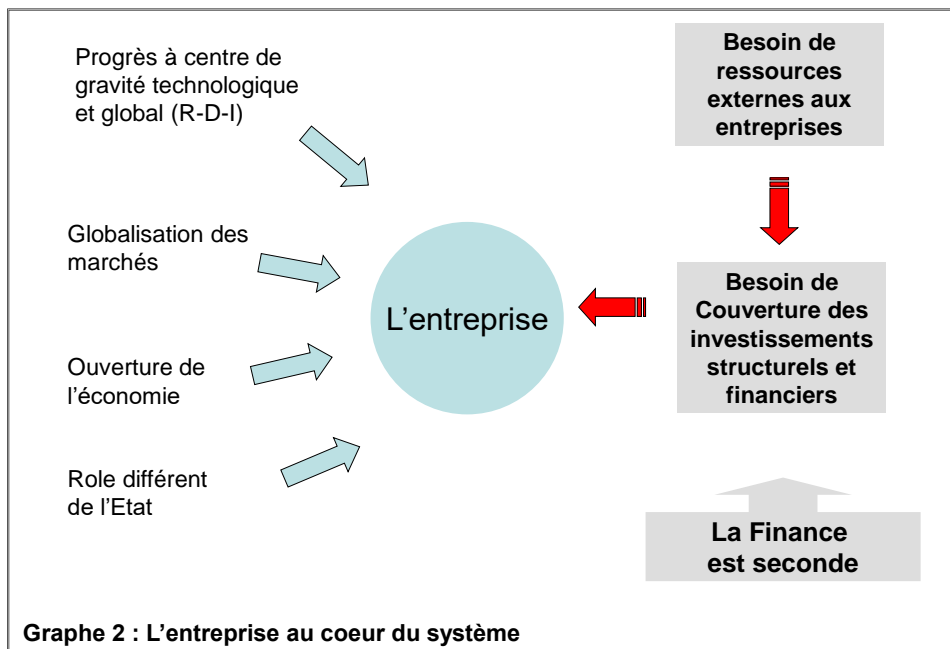 Progrès à centre de
gravité technologique
et global (R-D-I)
Globalisation des
marchés
Ouverture de
l'économie
Role différent
de l'Etat
L'entreprise
Besoin de
ressources
externes aux
entreprises
Besoin de
Couverture des
investissements
structurels et
financiers
La Finance
est seconde
Graphe 2 : L'entreprise au coeur du système